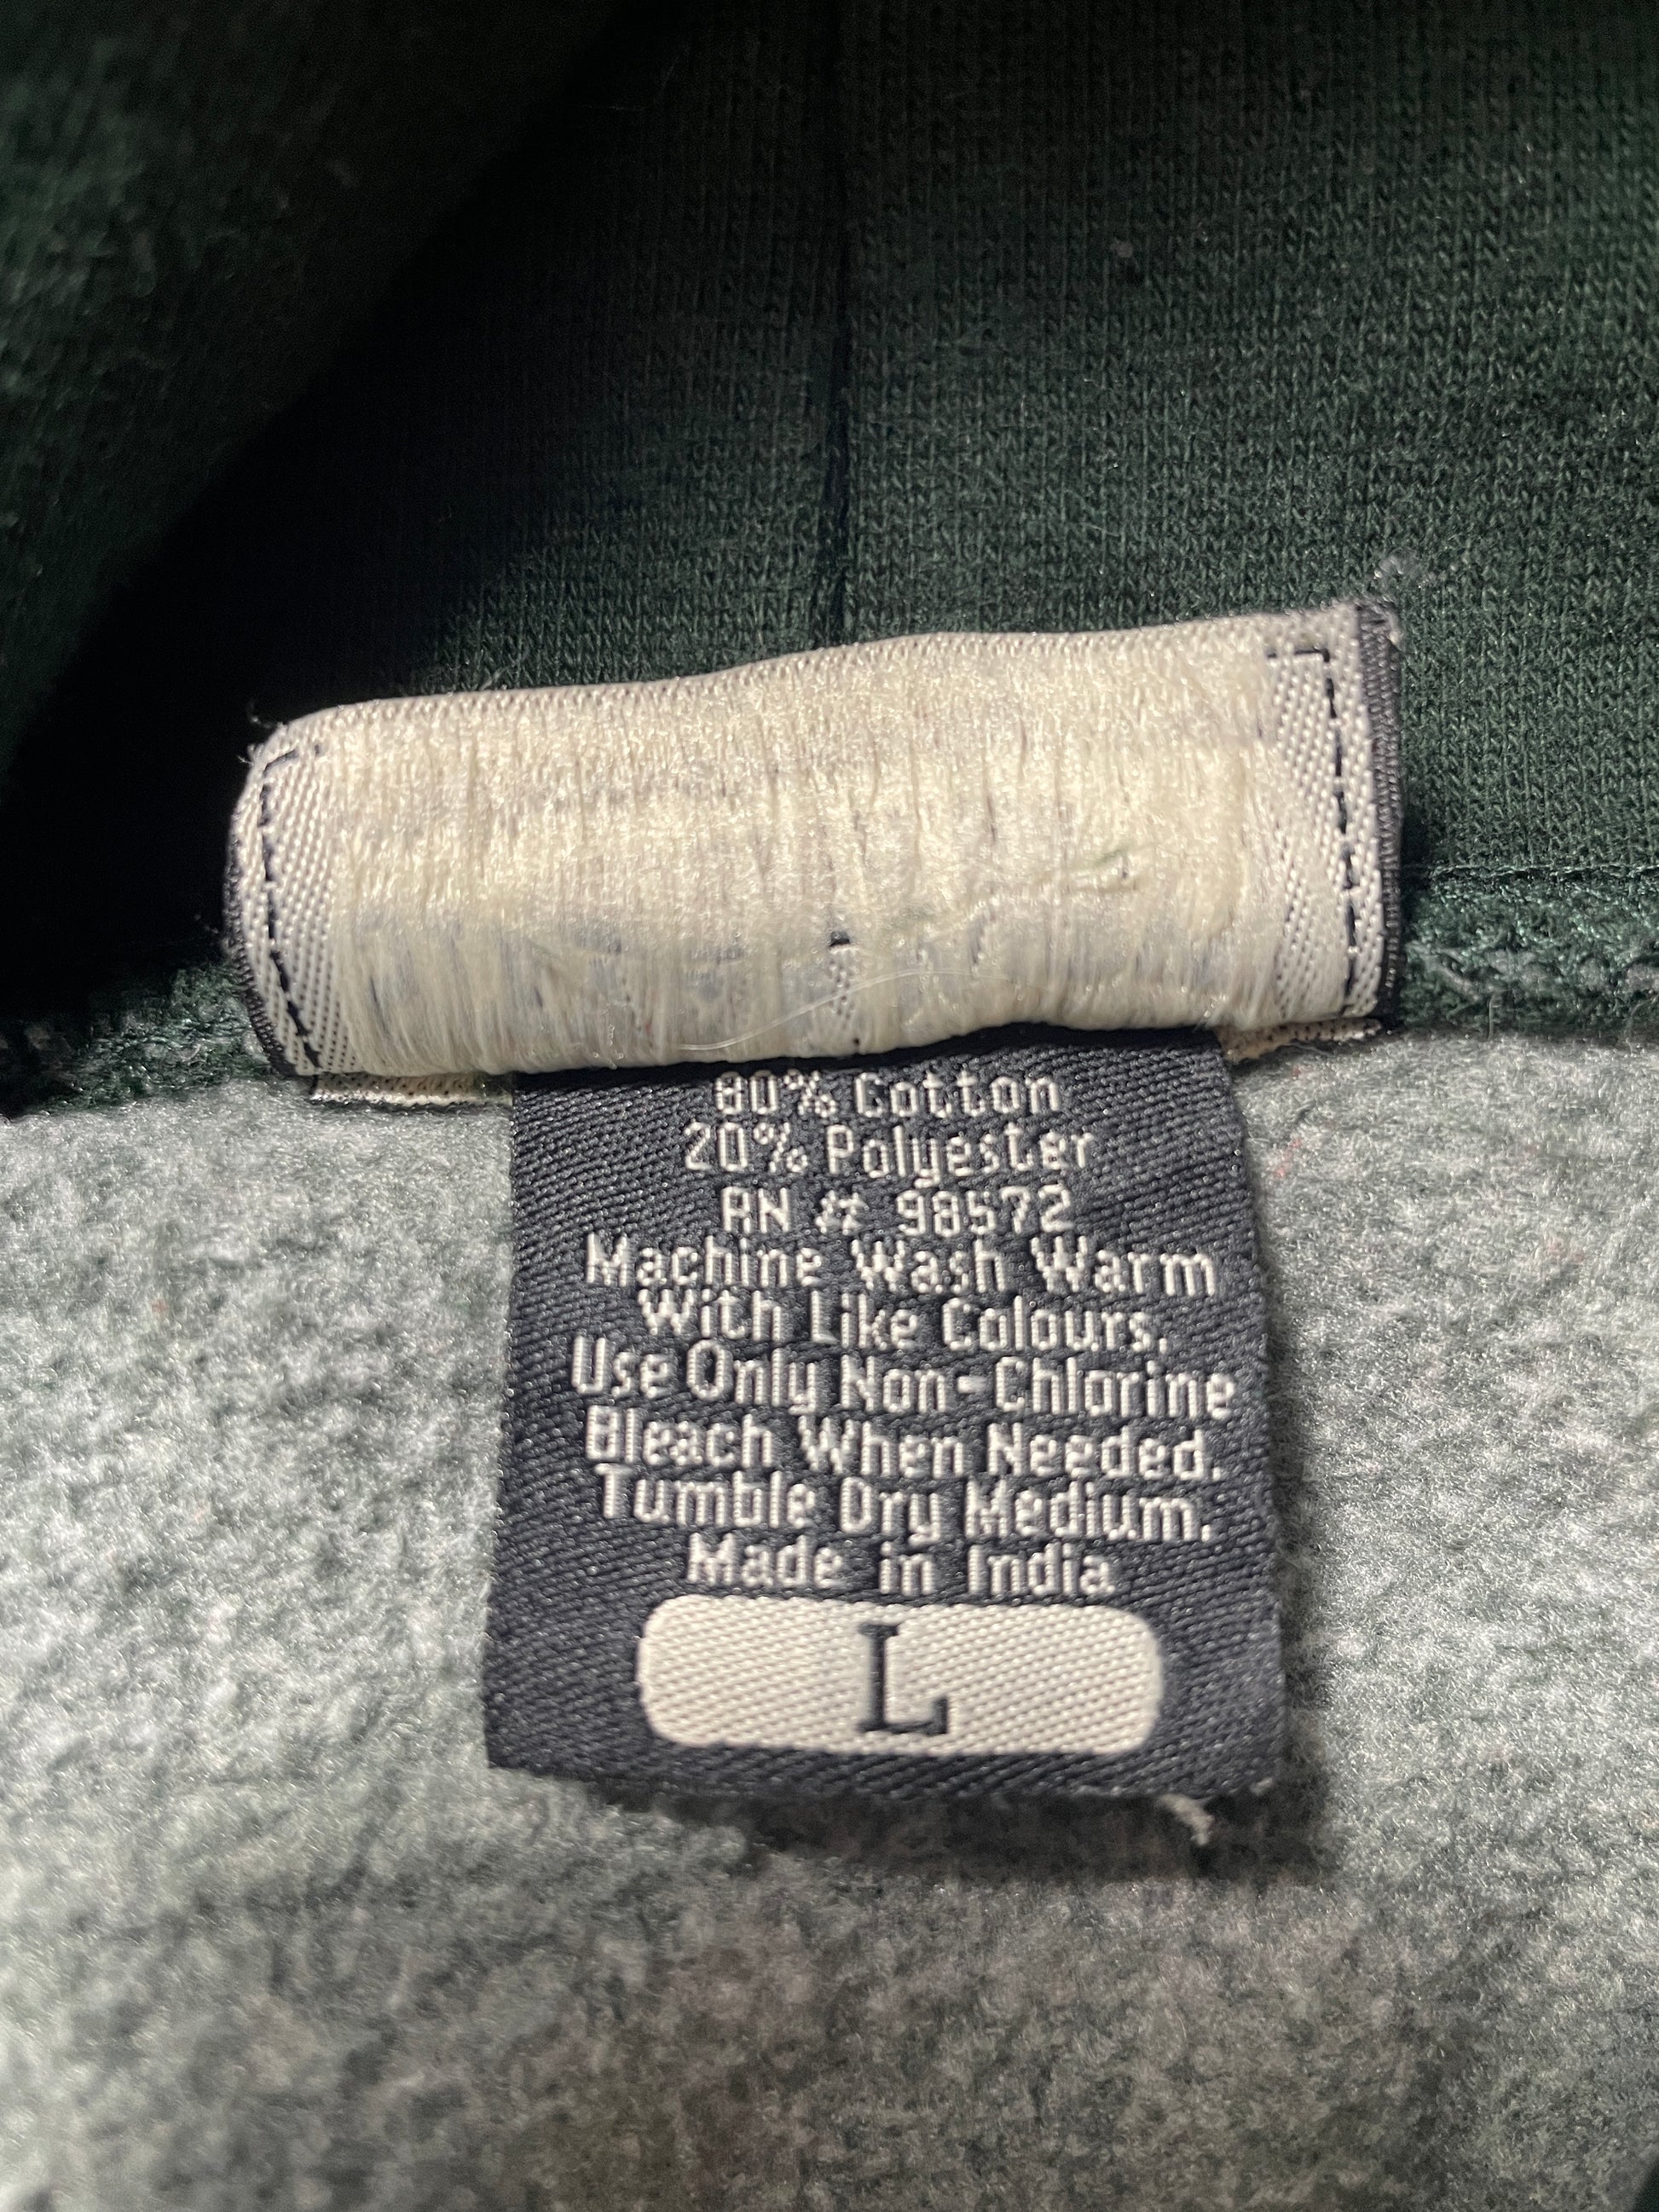 80% Cotton
20% Polyester
RN # 98572
Machine Wash Warm
With Like Colours.
Use Only Non-Chlorine
Bleach When Needed.
Tumble Dry Medium.
Made in India
L